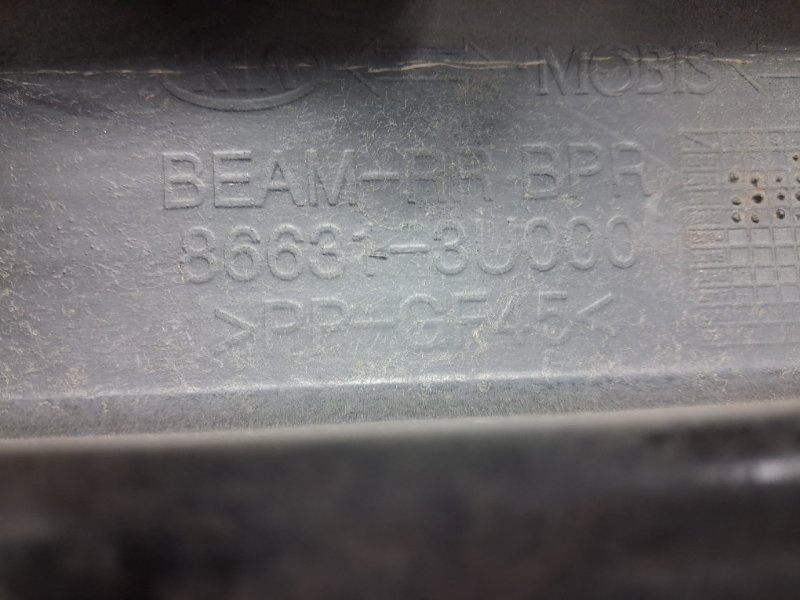 KIA MOBIS
BEAM-RR BPR
86631-3U000
>PP-GF45<